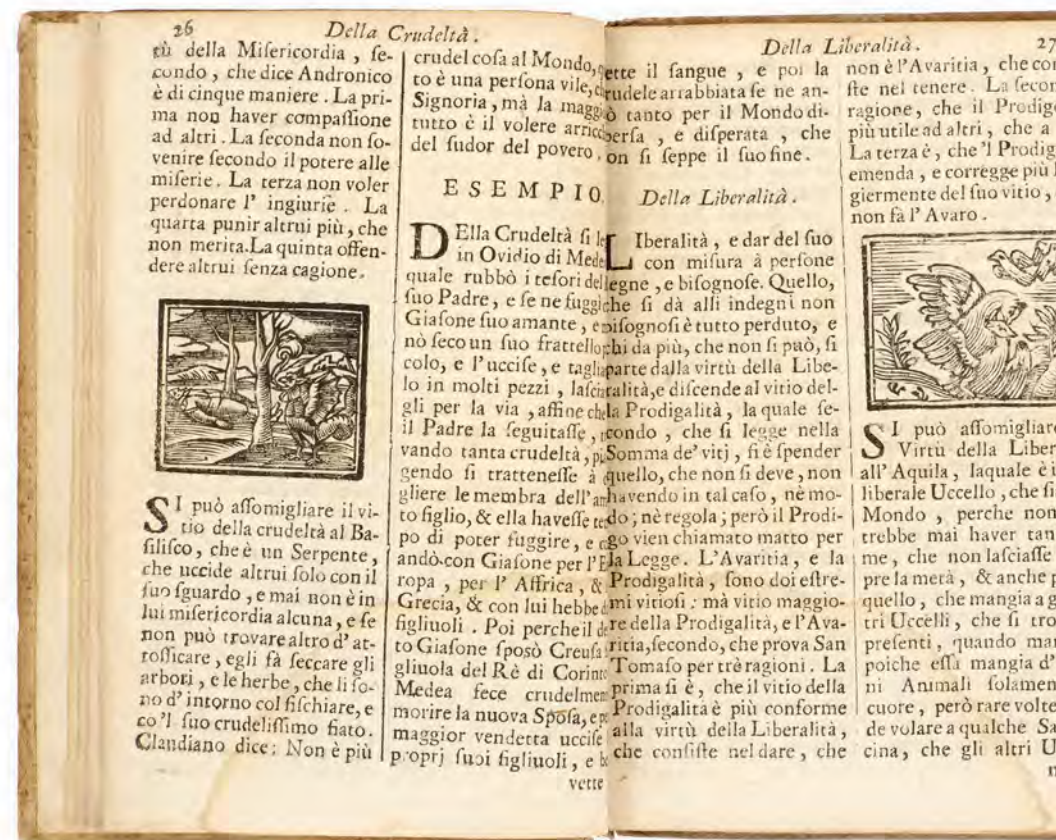 26
Della Crudeltà.
tù della Miſericordia, ſe-
condo, che dice Andronico
è di cinque maniere. La pri-
ma non haver compaſſione
ad altri. La ſeconda non ſo-
venire ſecondo il potere alle
miſerie. La terza non voler
perdonare l' ingiurie. La
quarta punir altrui più, che
non merita. La quinta offen-
dere altrui ſenza cagione.
SI può aſſomigliare il vi-
tio della crudeltà al Ba-
ſiliſco, che è un Serpente,
che uccide altrui ſolo con il
ſuo ſguardo, e mai non è in
lui miſericordia alcuna, e ſe
non può trovare altro d' at-
toſſicare, egli fà ſeccare gli
arbori, e le herbe, che li ſo-
no d' intorno col fiſchiare, e
co 'l ſuo crudeliſſimo fiato.
Claudiano dice: Non è più
crudel coſa al Mondo,
to è una perſona vile,
Signoria, mà la maggi
tutto è il volere arricc
del ſudor del povero.
ESEMPIO.
DElla Crudeltà ſi le
in Ovidio di Mede
quale rubbò i teſori del
ſuo Padre, e ſe ne fuggi
Giaſone ſuo amante, e
nò ſeco un ſuo frattello
colo, e l'ucciſe, e taglia
lo in molti pezzi, laſcia
gli per la via, affine che
il Padre la ſeguitaſſe,
vando tanta crudeltà,
gendo ſi tratteneſſe à
gliere le membra dell'
to figlio, & ella haveſſe
po di poter fuggire, e
andò con Giaſone per l'E
ropa, per l' Affrica, &
Grecia, & con lui hebbe
figliuoli. Poi perche il
to Giaſone ſposò Creuſa
gliuola del Rè di Corinto
Medea fece crudelmen
morire la nuova Spoſa, e
maggior vendetta ucciſe
proprj ſuoi figliuoli, e
vette
Della Liberalità.
27
vette il ſangue, e poi la
crudele arrabbiata ſe ne an-
dò tanto per il Mondo di-
ſperſa, e diſperata, che
non ſi ſeppe il ſuo fine.
Della Liberalità.
LIberalità, e dar del ſuo
con miſura à perſone
degne, e biſognoſe. Quello,
che ſi dà alli indegni non
biſognoſi è tutto perduto, e
chi da più, che non ſi può, ſi
parte dalla virtù della Libe-
ralità, e diſcende al vitio del-
la Prodigalità, la quale ſe-
condo, che ſi legge nella
Somma de' vitj, ſi è ſpender
quello, che non ſi deve, non
havendo in tal caſo, nè mo-
do; nè regola; però il Prodi-
go vien chiamato matto per
la Legge. L'Avaritia, e la
Prodigalità, ſono doi eſtre-
mi vitioſi: mà vitio maggio-
re della Prodigalità, e l'Ava-
ritia, ſecondo, che prova San
Tomaſo per trè ragioni. La
prima ſi è, che il vitio della
Prodigalità è più conforme
alla virtù della Liberalità,
che conſiſte nel dare, che
non è l'Avaritia, che con
ſte nel tenere. La ſecon
ragione, che il Prodig
più utile ad altri, che a
La terza è, che 'l Prodig
emenda, e corregge più l
giermente del ſuo vitio,
non fà l' Avaro.
SI può aſſomigliare
Virtù della Liber
all' Aquila, laquale è i
liberale Uccello, che ſi
Mondo, perche non
trebbe mai haver tan
me, che non laſciaſſe
pre la metà, & anche p
quello, che mangia a g
tri Uccelli, che ſi tro
preſenti, quando man
poiche eſſa mangia d'
ni Animali ſolamen
cuore, però rare volte
de volare a qualche Sa
cina, che gli altri U